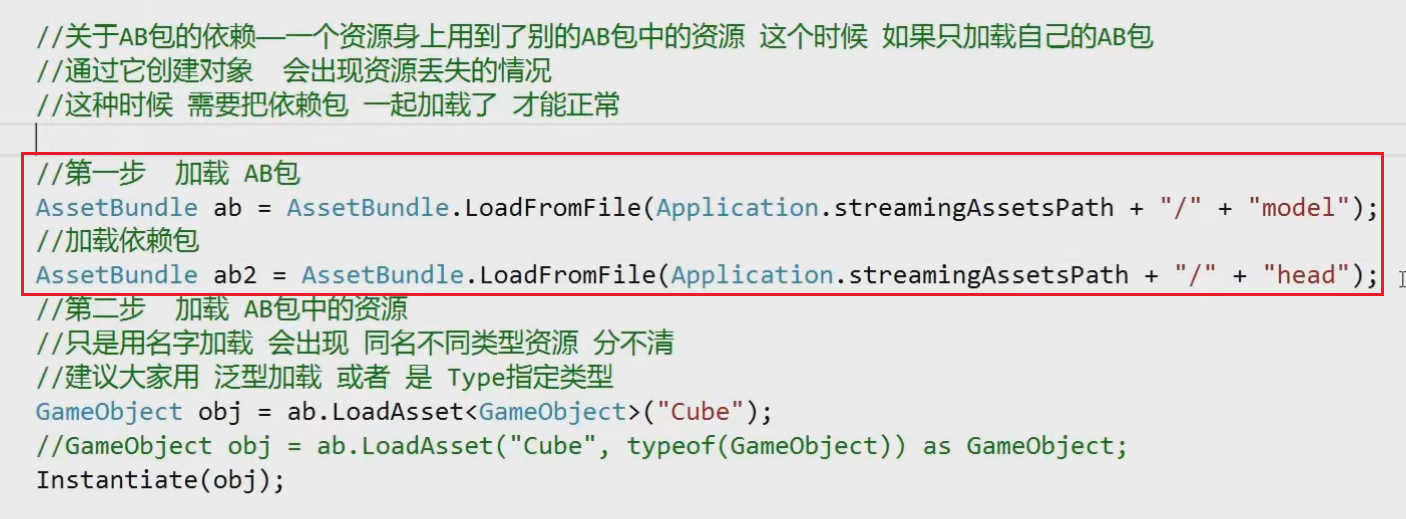 //关于AB包的依赖——一个资源身上用到了别的AB包中的资源 这个时候 如果只加载自己的AB包
//通过它创建对象  会出现资源丢失的情况
//这种时候 需要把依赖包 一起加载了 才能正常
//第一步  加载 AB包
AssetBundle ab = AssetBundle.LoadFromFile(Application.streamingAssetsPath + "/" + "model");
//加载依赖包
AssetBundle ab2 = AssetBundle.LoadFromFile(Application.streamingAssetsPath + "/" + "head");
//第二步  加载 AB包中的资源
//只是用名字加载 会出现 同名不同类型资源 分不清
//建议大家用 泛型加载 或者 是 Type指定类型
GameObject obj = ab.LoadAsset<GameObject>("Cube");
//GameObject obj = ab.LoadAsset("Cube", typeof(GameObject)) as GameObject;
Instantiate(obj);